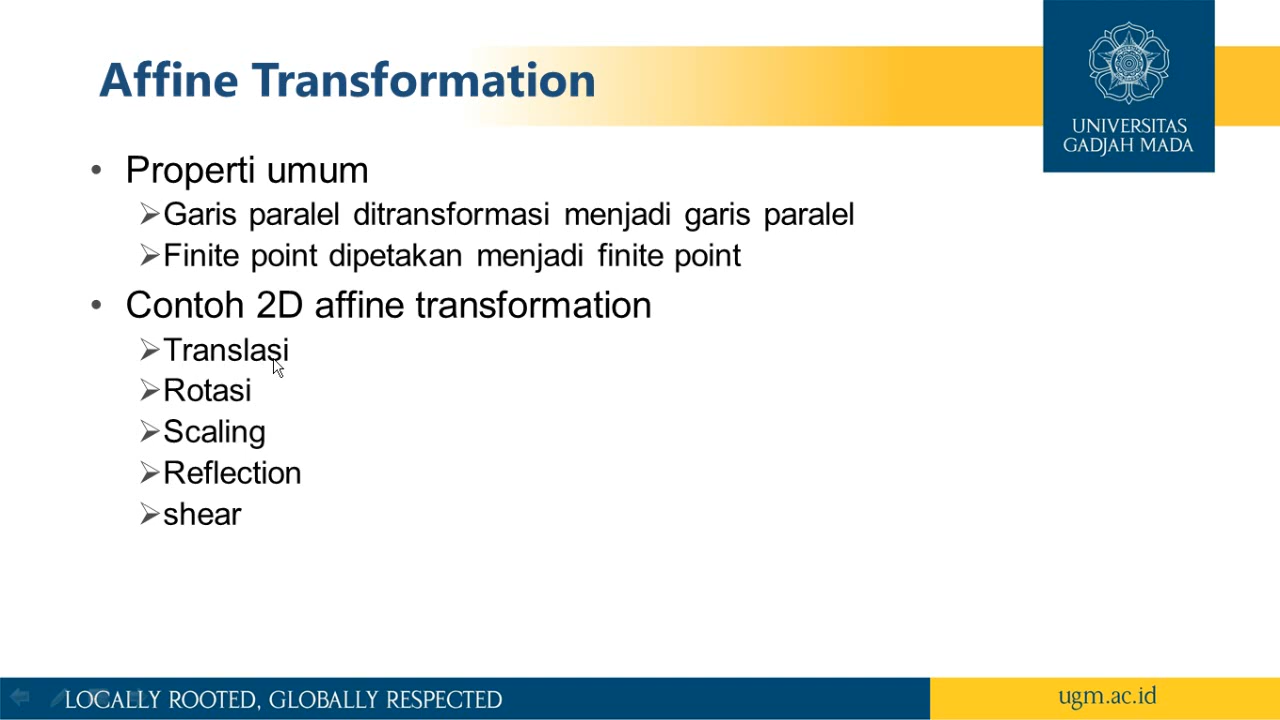 Affine Transformation
UNIVERSITAS
GADJAH MADA
• Properti umum
➢Garis paralel ditransformasi menjadi garis paralel
➢Finite point dipetakan menjadi finite point
• Contoh 2D affine transformation
➢Translasi
➢Rotasi
➢Scaling
➢Reflection
➢shear
LOCALLY ROOTED, GLOBALLY RESPECTED
ugm.ac.id